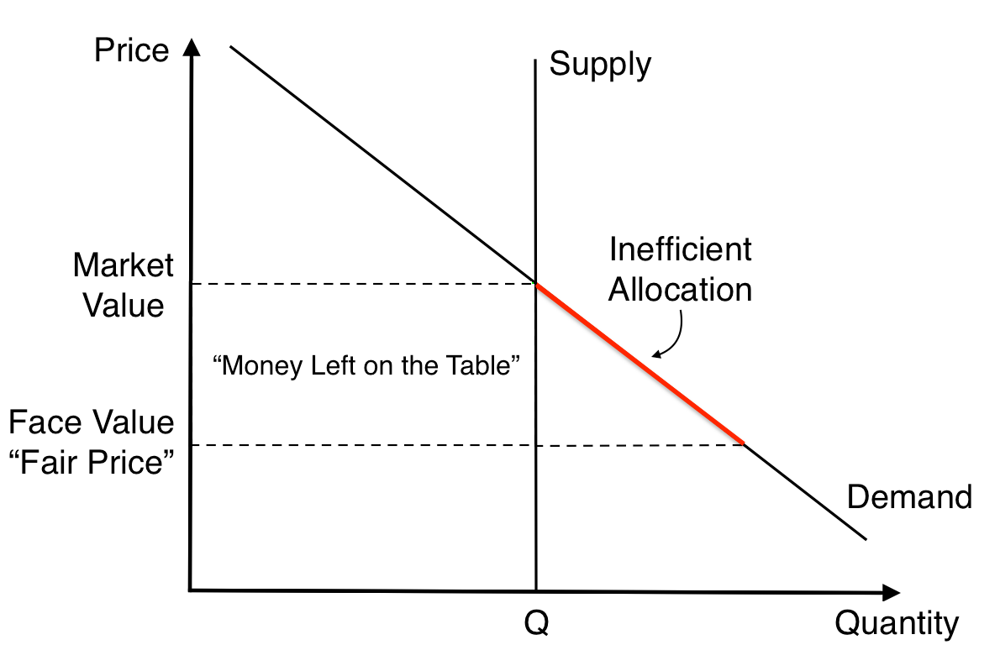 Price
Supply
Inefficient
Allocation
Market
Value
“Money Left on the Table”
Face Value
“Fair Price”
Demand
Q
Quantity